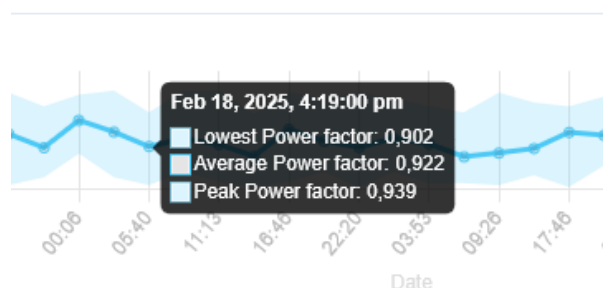 Feb 18, 2025, 4:19:00 pm
Lowest Power factor: 0,902
Average Power factor: 0,922
Peak Power factor: 0,939
00:06
05:40
11:13
16:46
22:20
03:53
09:26
17:46
Date